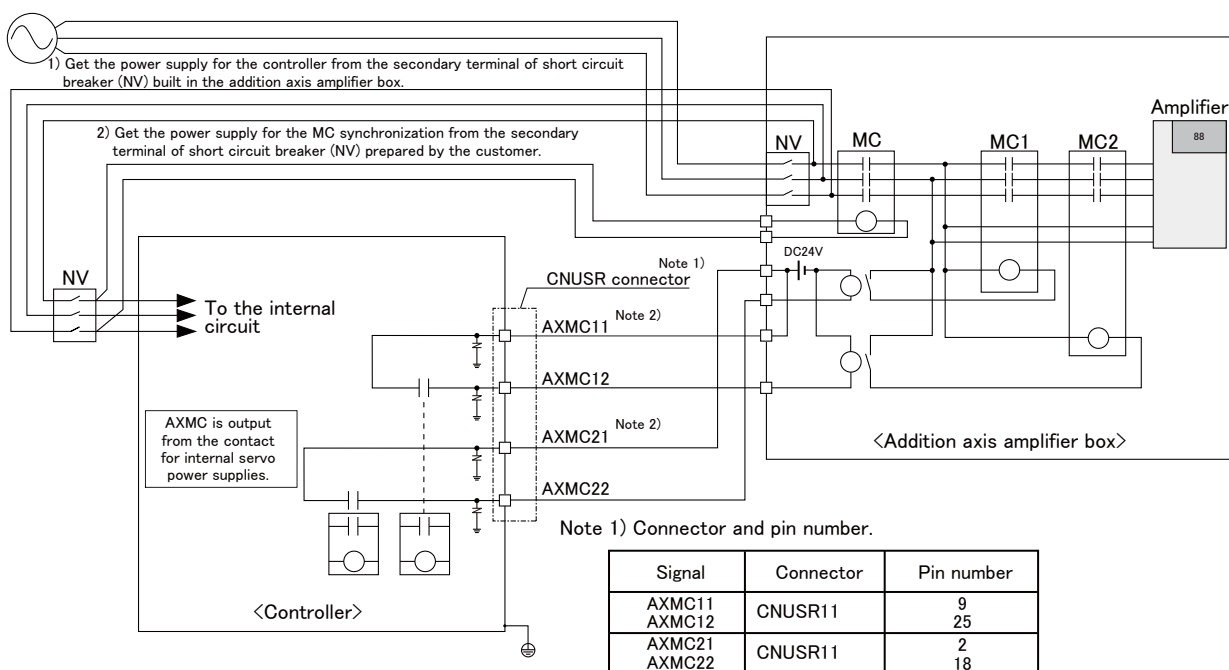 1) Get the power supply for the controller from the secondary terminal of short circuit
breaker (NV) built in the addition axis amplifier box.
2) Get the power supply for the MC synchronization from the secondary
terminal of short circuit breaker (NV) prepared by the customer.
Amplifier
88
NV
MC
MC1
MC2
DC24V
NV
To the internal
circuit
Note 1)
CNUSR connector
AXMC11 Note 2)
AXMC12
AXMC21 Note 2)
AXMC22
AXMC is output
from the contact
for internal servo
power supplies.
<Addition axis amplifier box>
<Controller>
Note 1) Connector and pin number.
Signal Connector Pin number
AXMC11 CNUSR11 9
AXMC12 25
AXMC21 CNUSR11 2
AXMC22 18